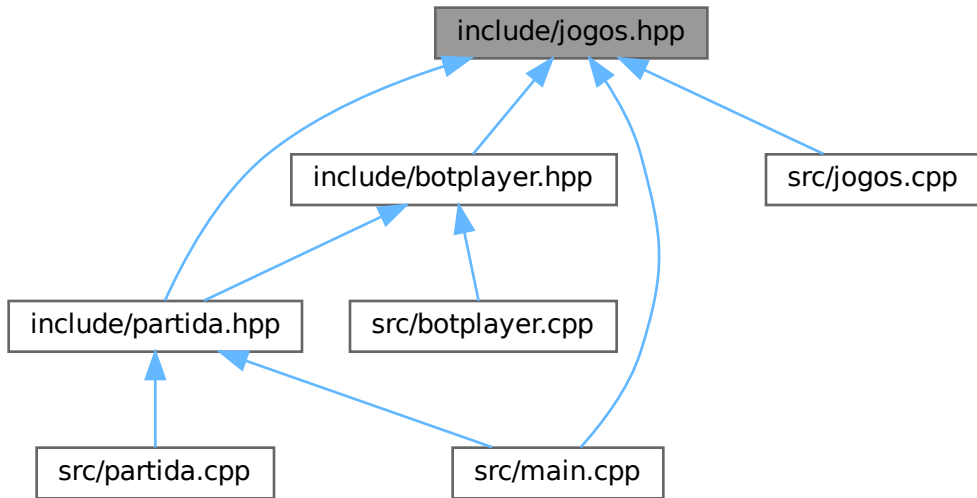 include/jogos.hpp
include/botplayer.hpp
src/jogos.cpp
include/partida.hpp
src/botplayer.cpp
src/partida.cpp
src/main.cpp